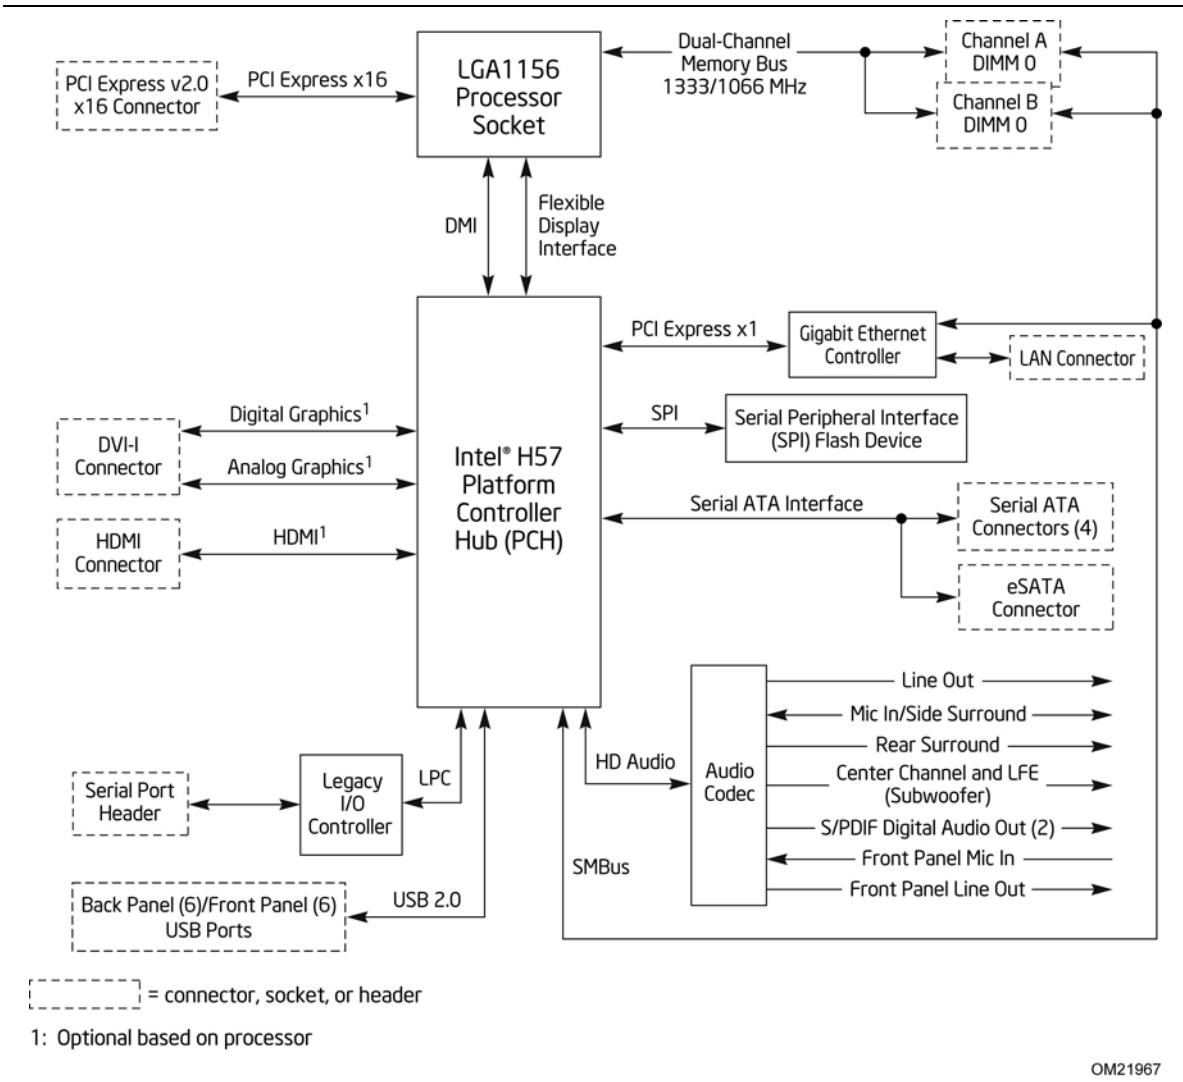 PCI Express v2.0
x16 Connector
PCI Express x16
LGA1156
Processor
Socket
Dual-Channel
Memory Bus
1333/1066 MHz
Channel A
DIMM 0
Channel B
DIMM 0
DMI
Flexible
Display
Interface
PCI Express x1
Gigabit Ethernet
Controller
LAN Connector
SPI
Serial Peripheral Interface
(SPI) Flash Device
DVI-I
Connector
Digital Graphics1
Analog Graphics1
HDMI
Connector
HDMI1
Intel® H57
Platform
Controller
Hub (PCH)
Serial ATA Interface
Serial ATA
Connectors (4)
eSATA
Connector
Serial Port
Header
Legacy
I/O
Controller
LPC
Back Panel (6)/Front Panel (6)
USB Ports
USB 2.0
SMBus
HD Audio
Audio
Codec
Line Out
Mic In/Side Surround
Rear Surround
Center Channel and LFE
(Subwoofer)
S/PDIF Digital Audio Out (2)
Front Panel Mic In
Front Panel Line Out
= connector, socket, or header
1: Optional based on processor
OM21967